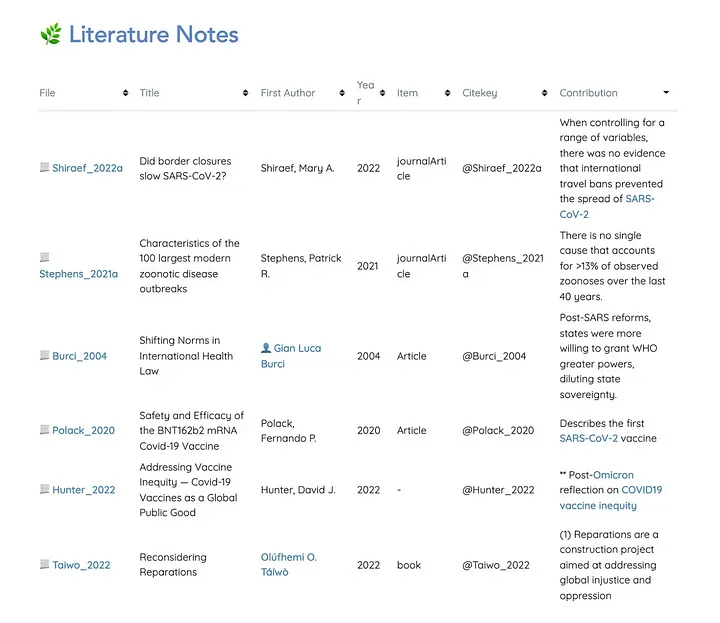 Literature Notes
File Title First Author Yea Item Citekey Contribution
r
When controlling for a
range of variables,
Did border closures there was no evidence
slow SARS-CoV-2? that international
Shiraef_2022a Shiraef, Mary A. 2022 journalArti @Shiraef_2022a travel bans prevented
cle the spread of SARS-
CoV-2
Characteristics of the There is no single
100 largest modern cause that accounts
Stephens_2021a zoonotic disease Stephens, Patrick 2021 journalArti @Stephens_2021 for >13% of observed
outbreaks R. cle a zoonoses over the last
40 years.
Post-SARS reforms,
states were more
Shifting Norms in Gian Luca willing to grant WHO
Burci_2004 International Health Burci 2004 Article @Burci_2004 greater powers,
Law diluting state
sovereignty.
Safety and Efficacy of
Polack_2020 the BNT162b2 mRNA Polack, 2020 Article @Polack_2020 Describes the first
Covid-19 Vaccine Fernando P. SARS-CoV-2 vaccine
Addressing Vaccine
Inequity — Covid-19 ** Post-Omicron
Hunter_2022 Vaccines as a Global Hunter, David J. 2022 - @Hunter_2022 reflection on COVID19
Public Good vaccine inequity
(1) Reparations are a
Reconsidering Olúfhemi O. construction project
Taiwo_2022 Reparations Táíwò 2022 book @Taiwo_2022 aimed at addressing
global injustice and
oppression